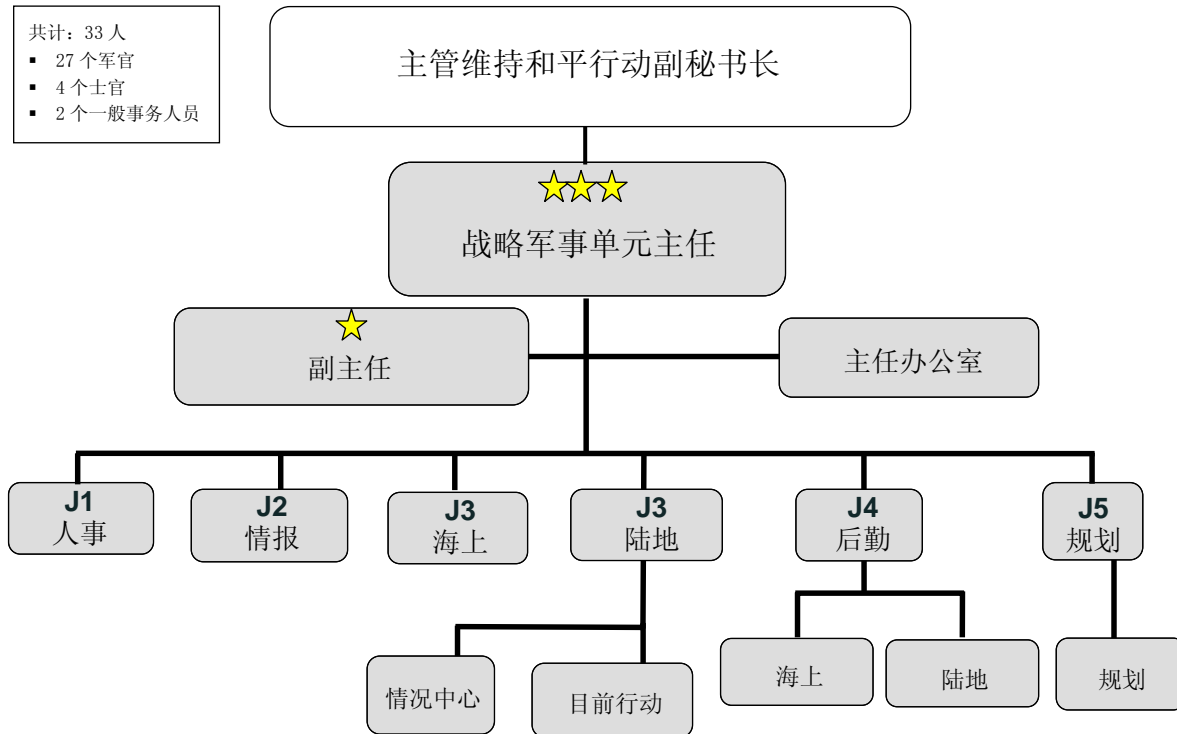 共计：33 人
▪ 27 个军官
▪ 4 个士官
▪ 2 个一般事务人员
主管维持和平行动副秘书长
战略军事单元主任
副主任
主任办公室
J1
人事
J2
情报
J3
海上
J3
陆地
J4
后勤
J5
规划
情况中心
目前行动
海上
陆地
规划